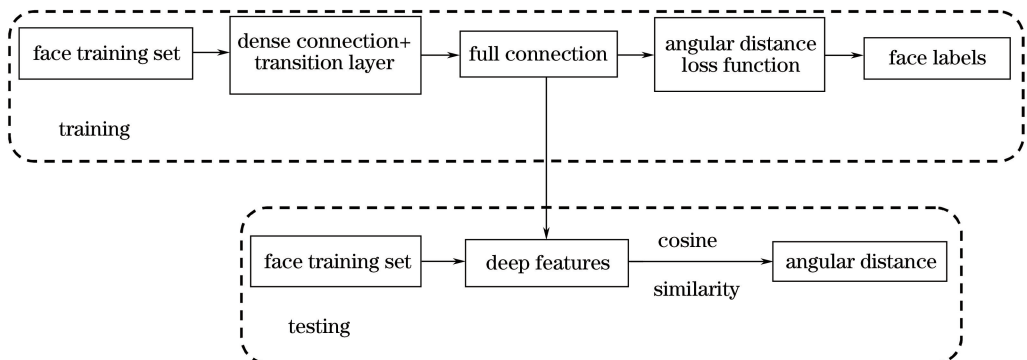 face training set
dense connection+
transition layer
full connection
angular distance
loss function
face labels
training
face training set
deep features
cosine
similarity
angular distance
testing